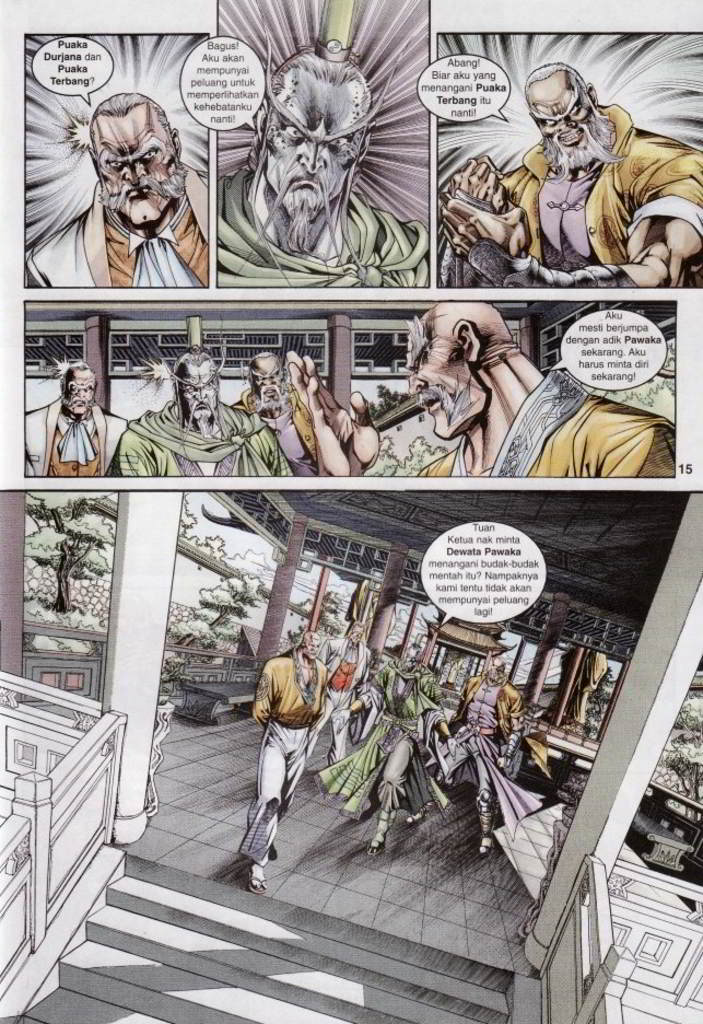 Puaka
Durjana dan
Puaka
Terbang?
Bagus!
Aku akan
mempunyai
peluang untuk
memperlihatkan
kehebatanku
nanti!
Abang!
Biar aku yang
menangani Puaka
Terbang itu
nanti!
Aku
mesti berjumpa
dengan adik Pawaka
sekarang. Aku
harus minta diri
sekarang!
15
Tuan
Ketua nak minta
Dewata Pawaka
menangani budak-budak
mentah itu? Nampaknya
kami tentu tidak akan
mempunyai peluang
lagi!